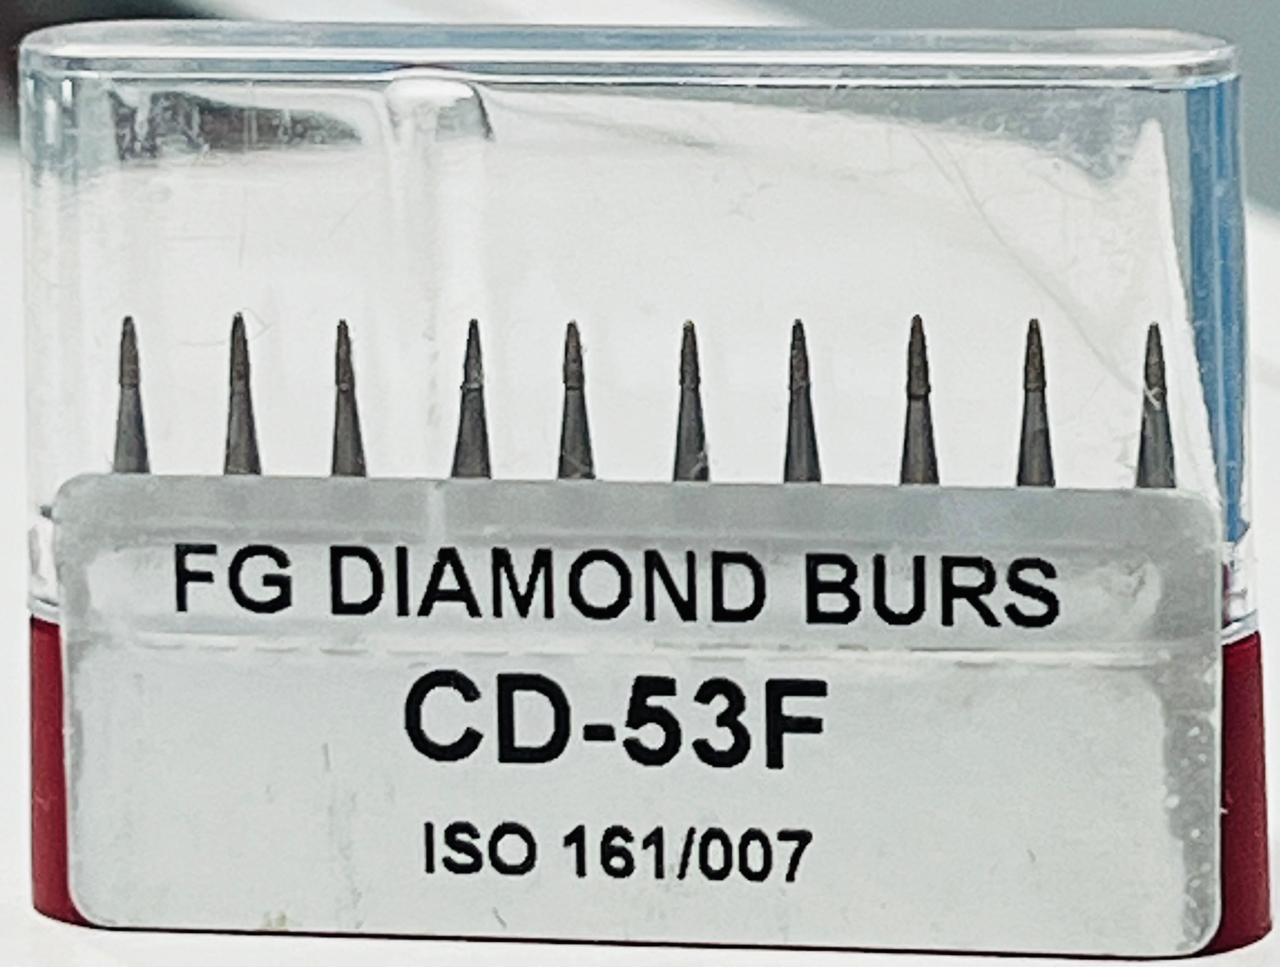 FG DIAMOND BURS
CD-53F
ISO 161/007